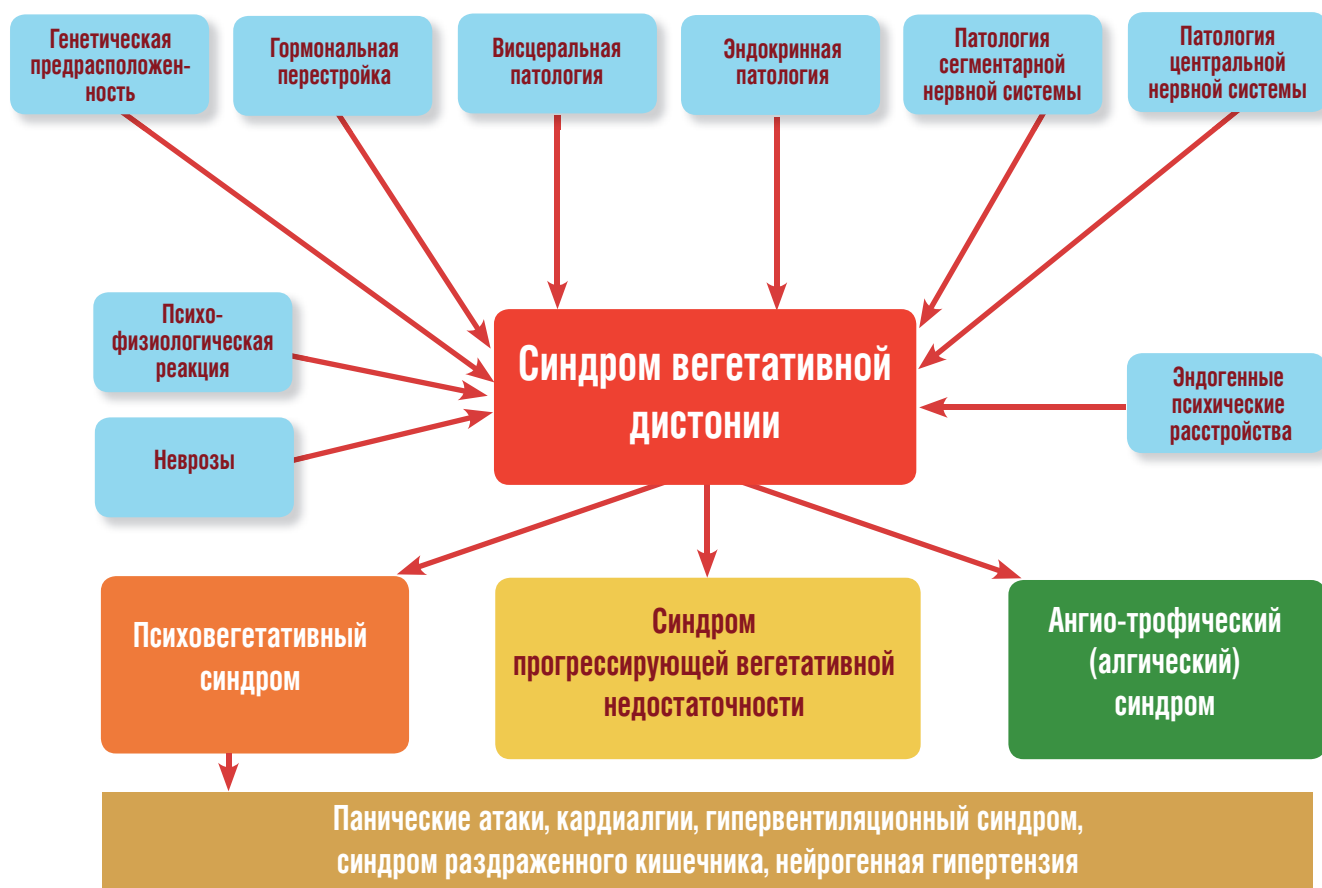 Генетическая
предрасположен-
ность
Гормональная
перестройка
Висцеральная
патология
Эндокринная
патология
Патология
сегментарной
нервной системы
Патология
центральной
нервной системы
Психо-
физиологическая
реакция
Неврозы
Синдром вегетативной
дистонии
Эндогенные
психические
расстройства
Психовегетативный
синдром
Синдром
прогрессирующей вегетативной
недостаточности
Ангио-трофический
(алгический)
синдром
Панические атаки, кардиалгии, гипервентиляционный синдром,
синдром раздраженного кишечника, нейрогенная гипертензия